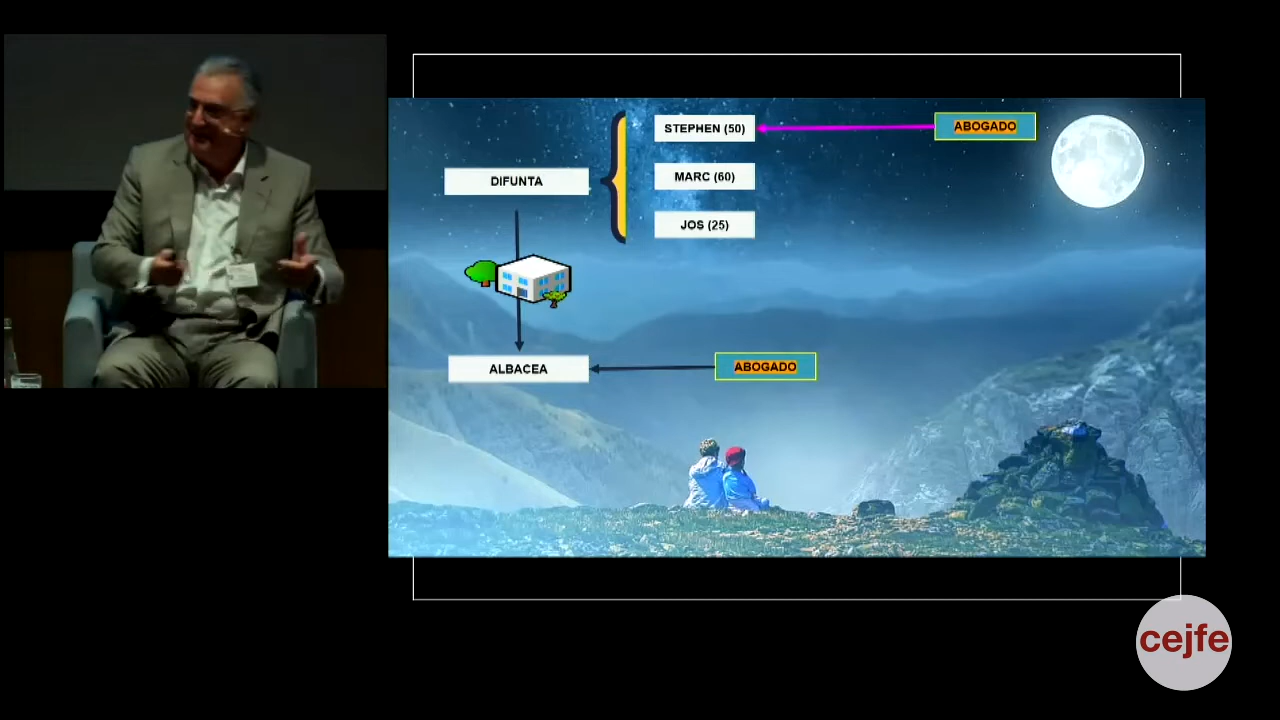 STEPHEN (50)
ABOGADO
MARC (60)
DIFUNTA
JOS (25)
ALBACEA
ABOGADO
cejfe